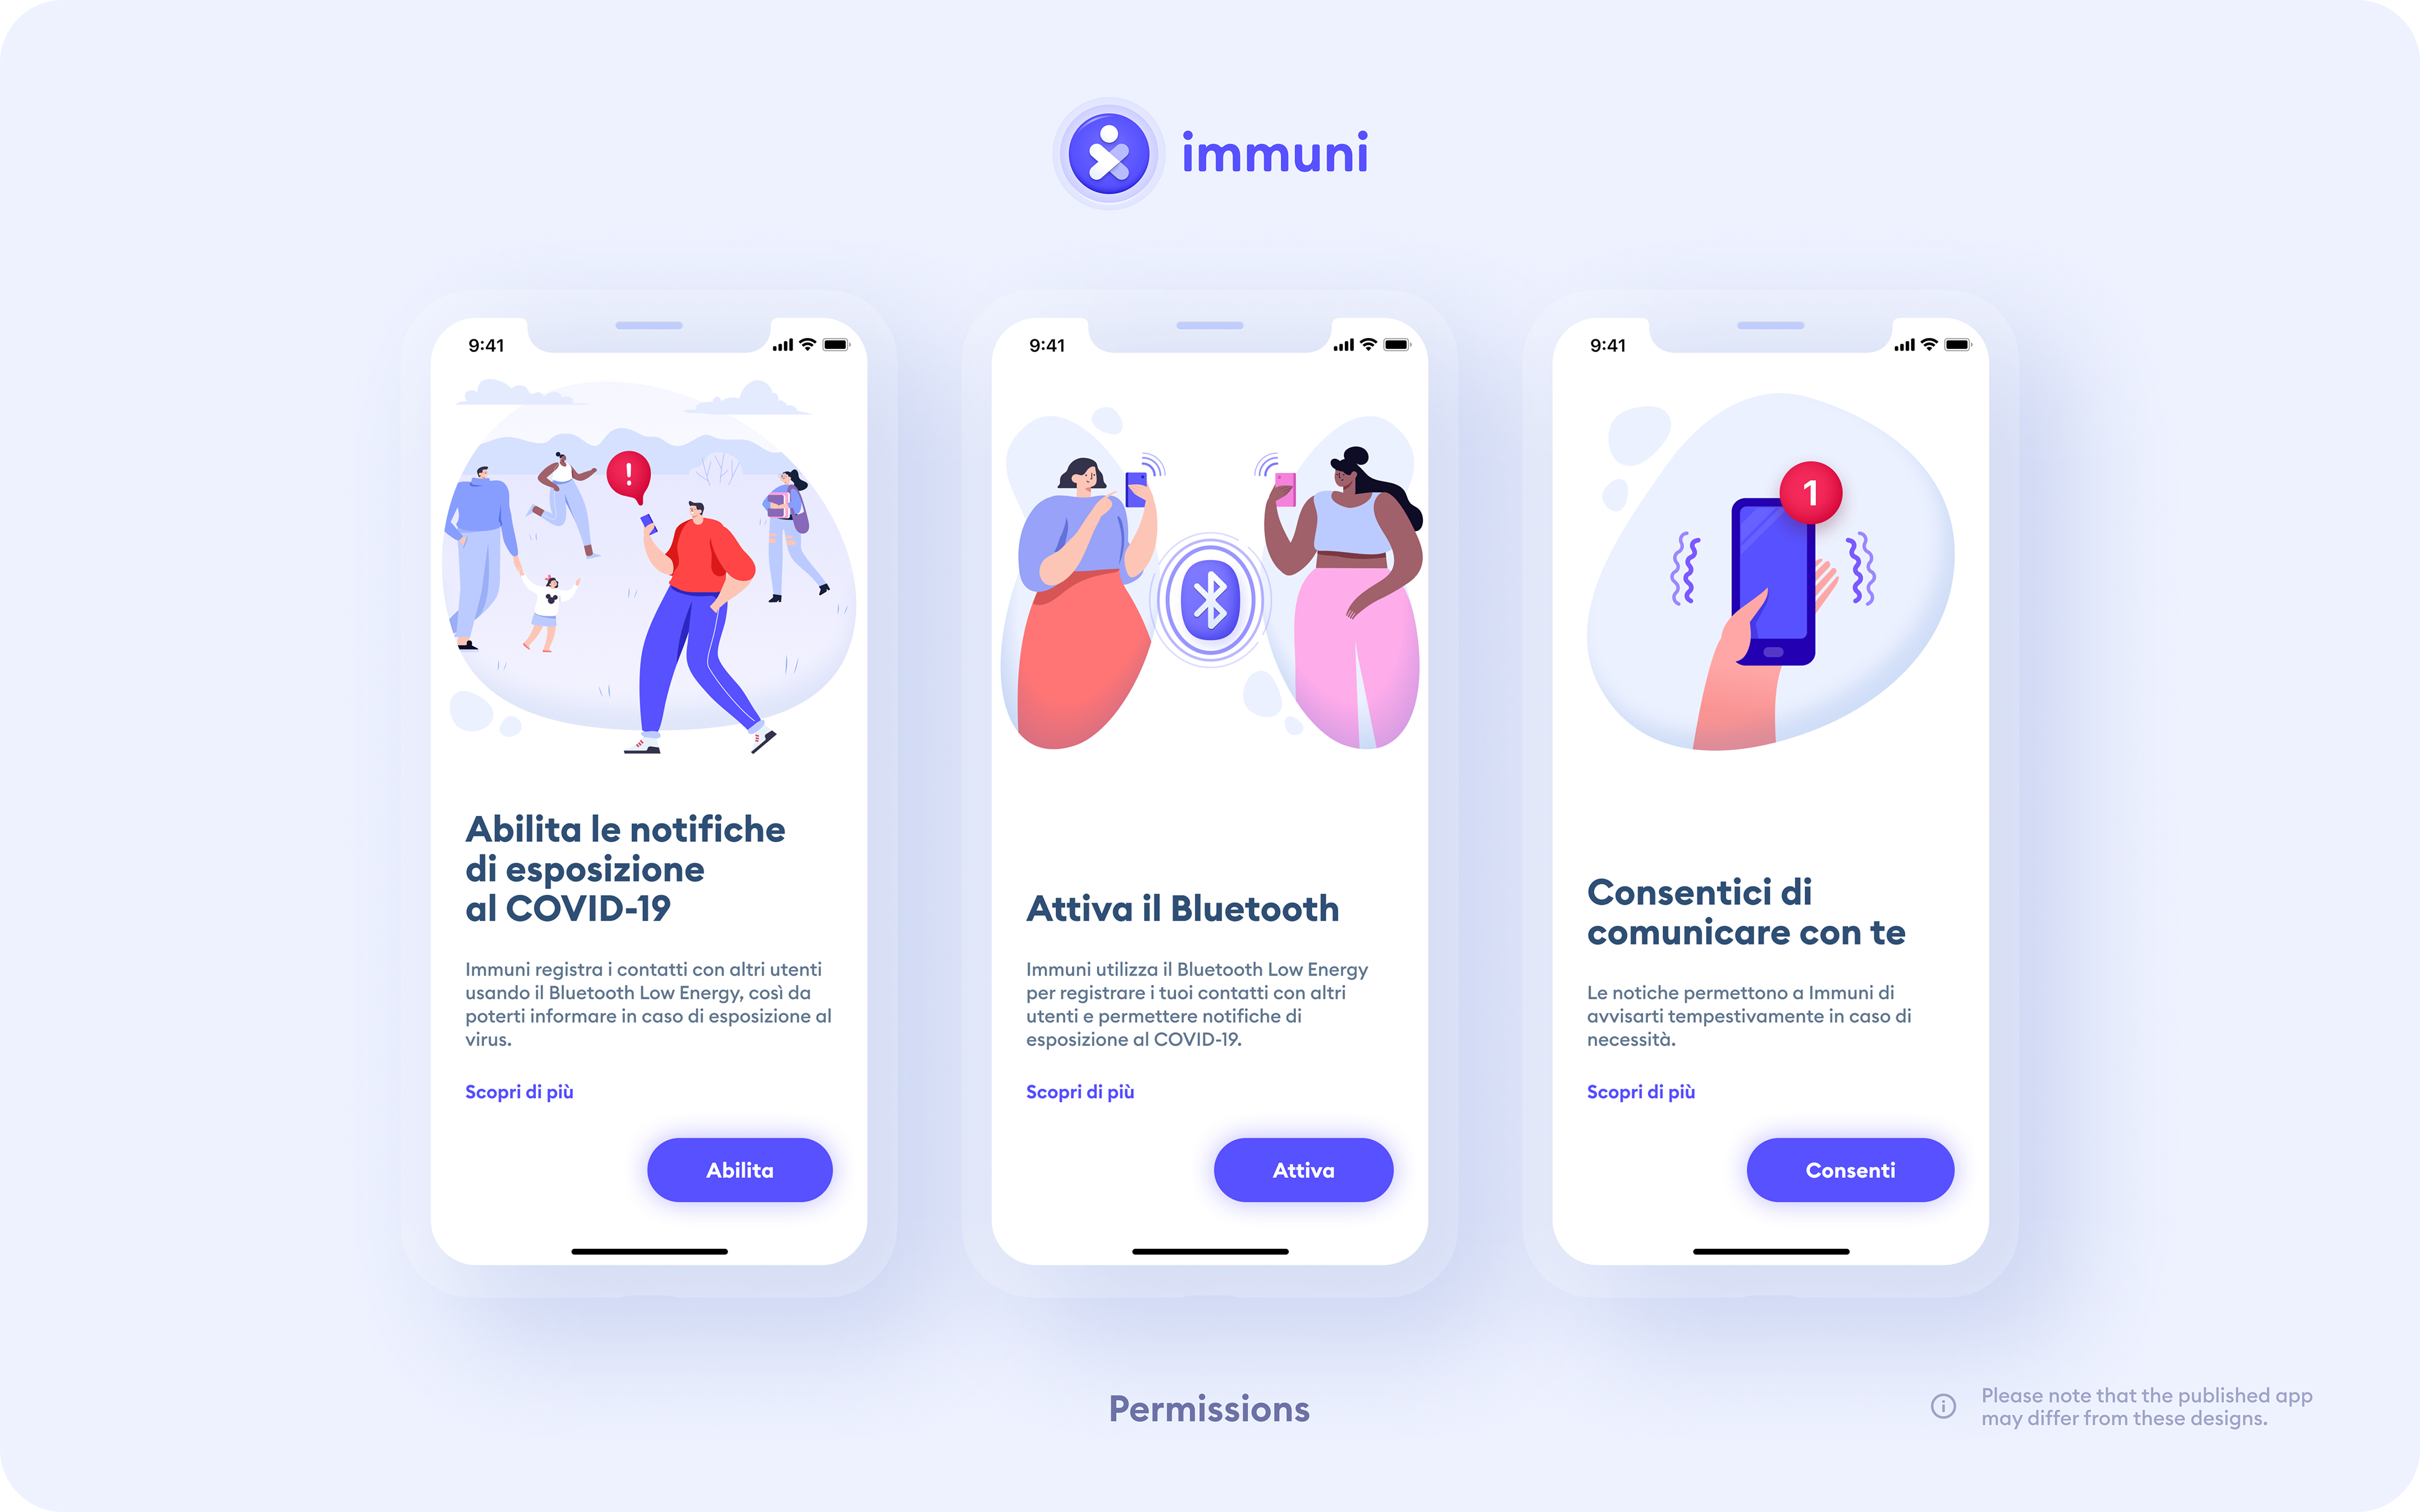 immuni
9:41
!
Abilita le notifiche
di esposizione
al COVID-19
Immuni registra i contatti con altri utenti
usando il Bluetooth Low Energy, così da
poterti informare in caso di esposizione al
virus.
Scopri di più
Abilita
9:41
Attiva il Bluetooth
Immuni utilizza il Bluetooth Low Energy
per registrare i tuoi contatti con altri
utenti e permettere notifiche di
esposizione al COVID-19.
Scopri di più
Attiva
9:41
1
Consentici di
comunicare con te
Le notiche permettono a Immuni di
avvisarti tempestivamente in caso di
necessità.
Scopri di più
Consenti
Permissions
Please note that the published app
may differ from these designs.